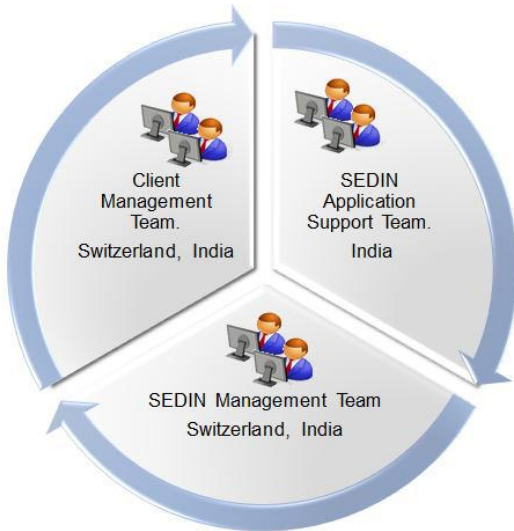 Client
Management
Team.
Switzerland, India
SEDIN
Application
Support Team.
India
SEDIN Management Team
Switzerland, India